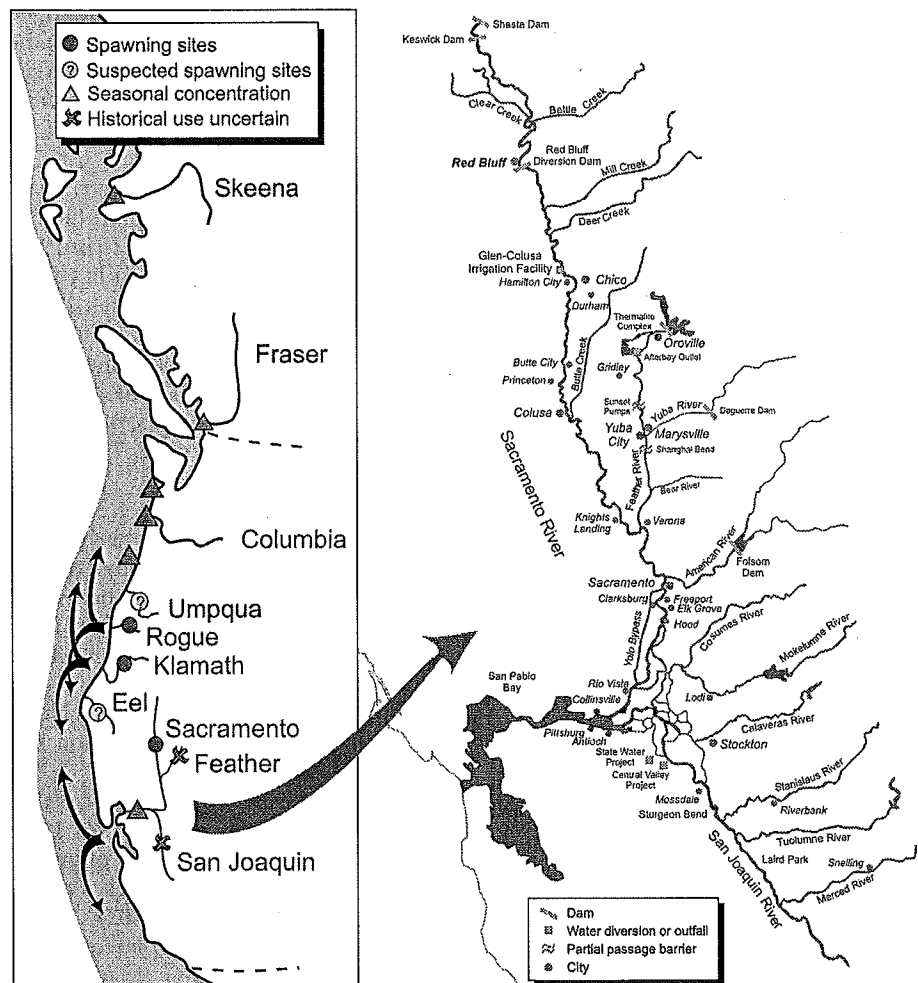 Spawning sites
Suspected spawning sites
Seasonal concentration
Historical use uncertain
Skeena
Fraser
Columbia
Umpqua
Rogue
Klamath
Eel
Sacramento
Feather
San Joaquin
Shasta Dam
Keswick Dam
Clear Creek
Battle Creek
Red Bluff
Red Bluff
Diversion Dam
Mill Creek
Deer Creek
Glen-Colusa
Irrigation Facility
Hamilton City
Chico
Durham
Thermalito
Complex
Oroville
Afterbay Outlet
Butte City
Butte Creek
Gridley
Princeton
Sunset
Pumps
Yuba River
Daguerre Dam
Colusa
Yuba
City
Marysville
Shanghai Bend
Feather River
Bear River
Sacramento River
Knights
Landing
Verona
American River
Folsom
Dam
Sacramento
Clarksburg
Freeport
Elk Grove
Hood
Yolo Bypass
Cosumes River
Mokelumne River
San Pablo
Bay
Rio Vista
Collinsville
Lodi
Calaveras River
Pittsburg
Antioch
Stockton
State Water
Project
Central Valley
Project
Mossdale
Sturgeon Bend
Stanislaus River
Riverbank
Tuolumne River
Laird Park
Snelling
Merced River
San Joaquin River
Dam
Water diversion or outfall
Partial passage barrier
City